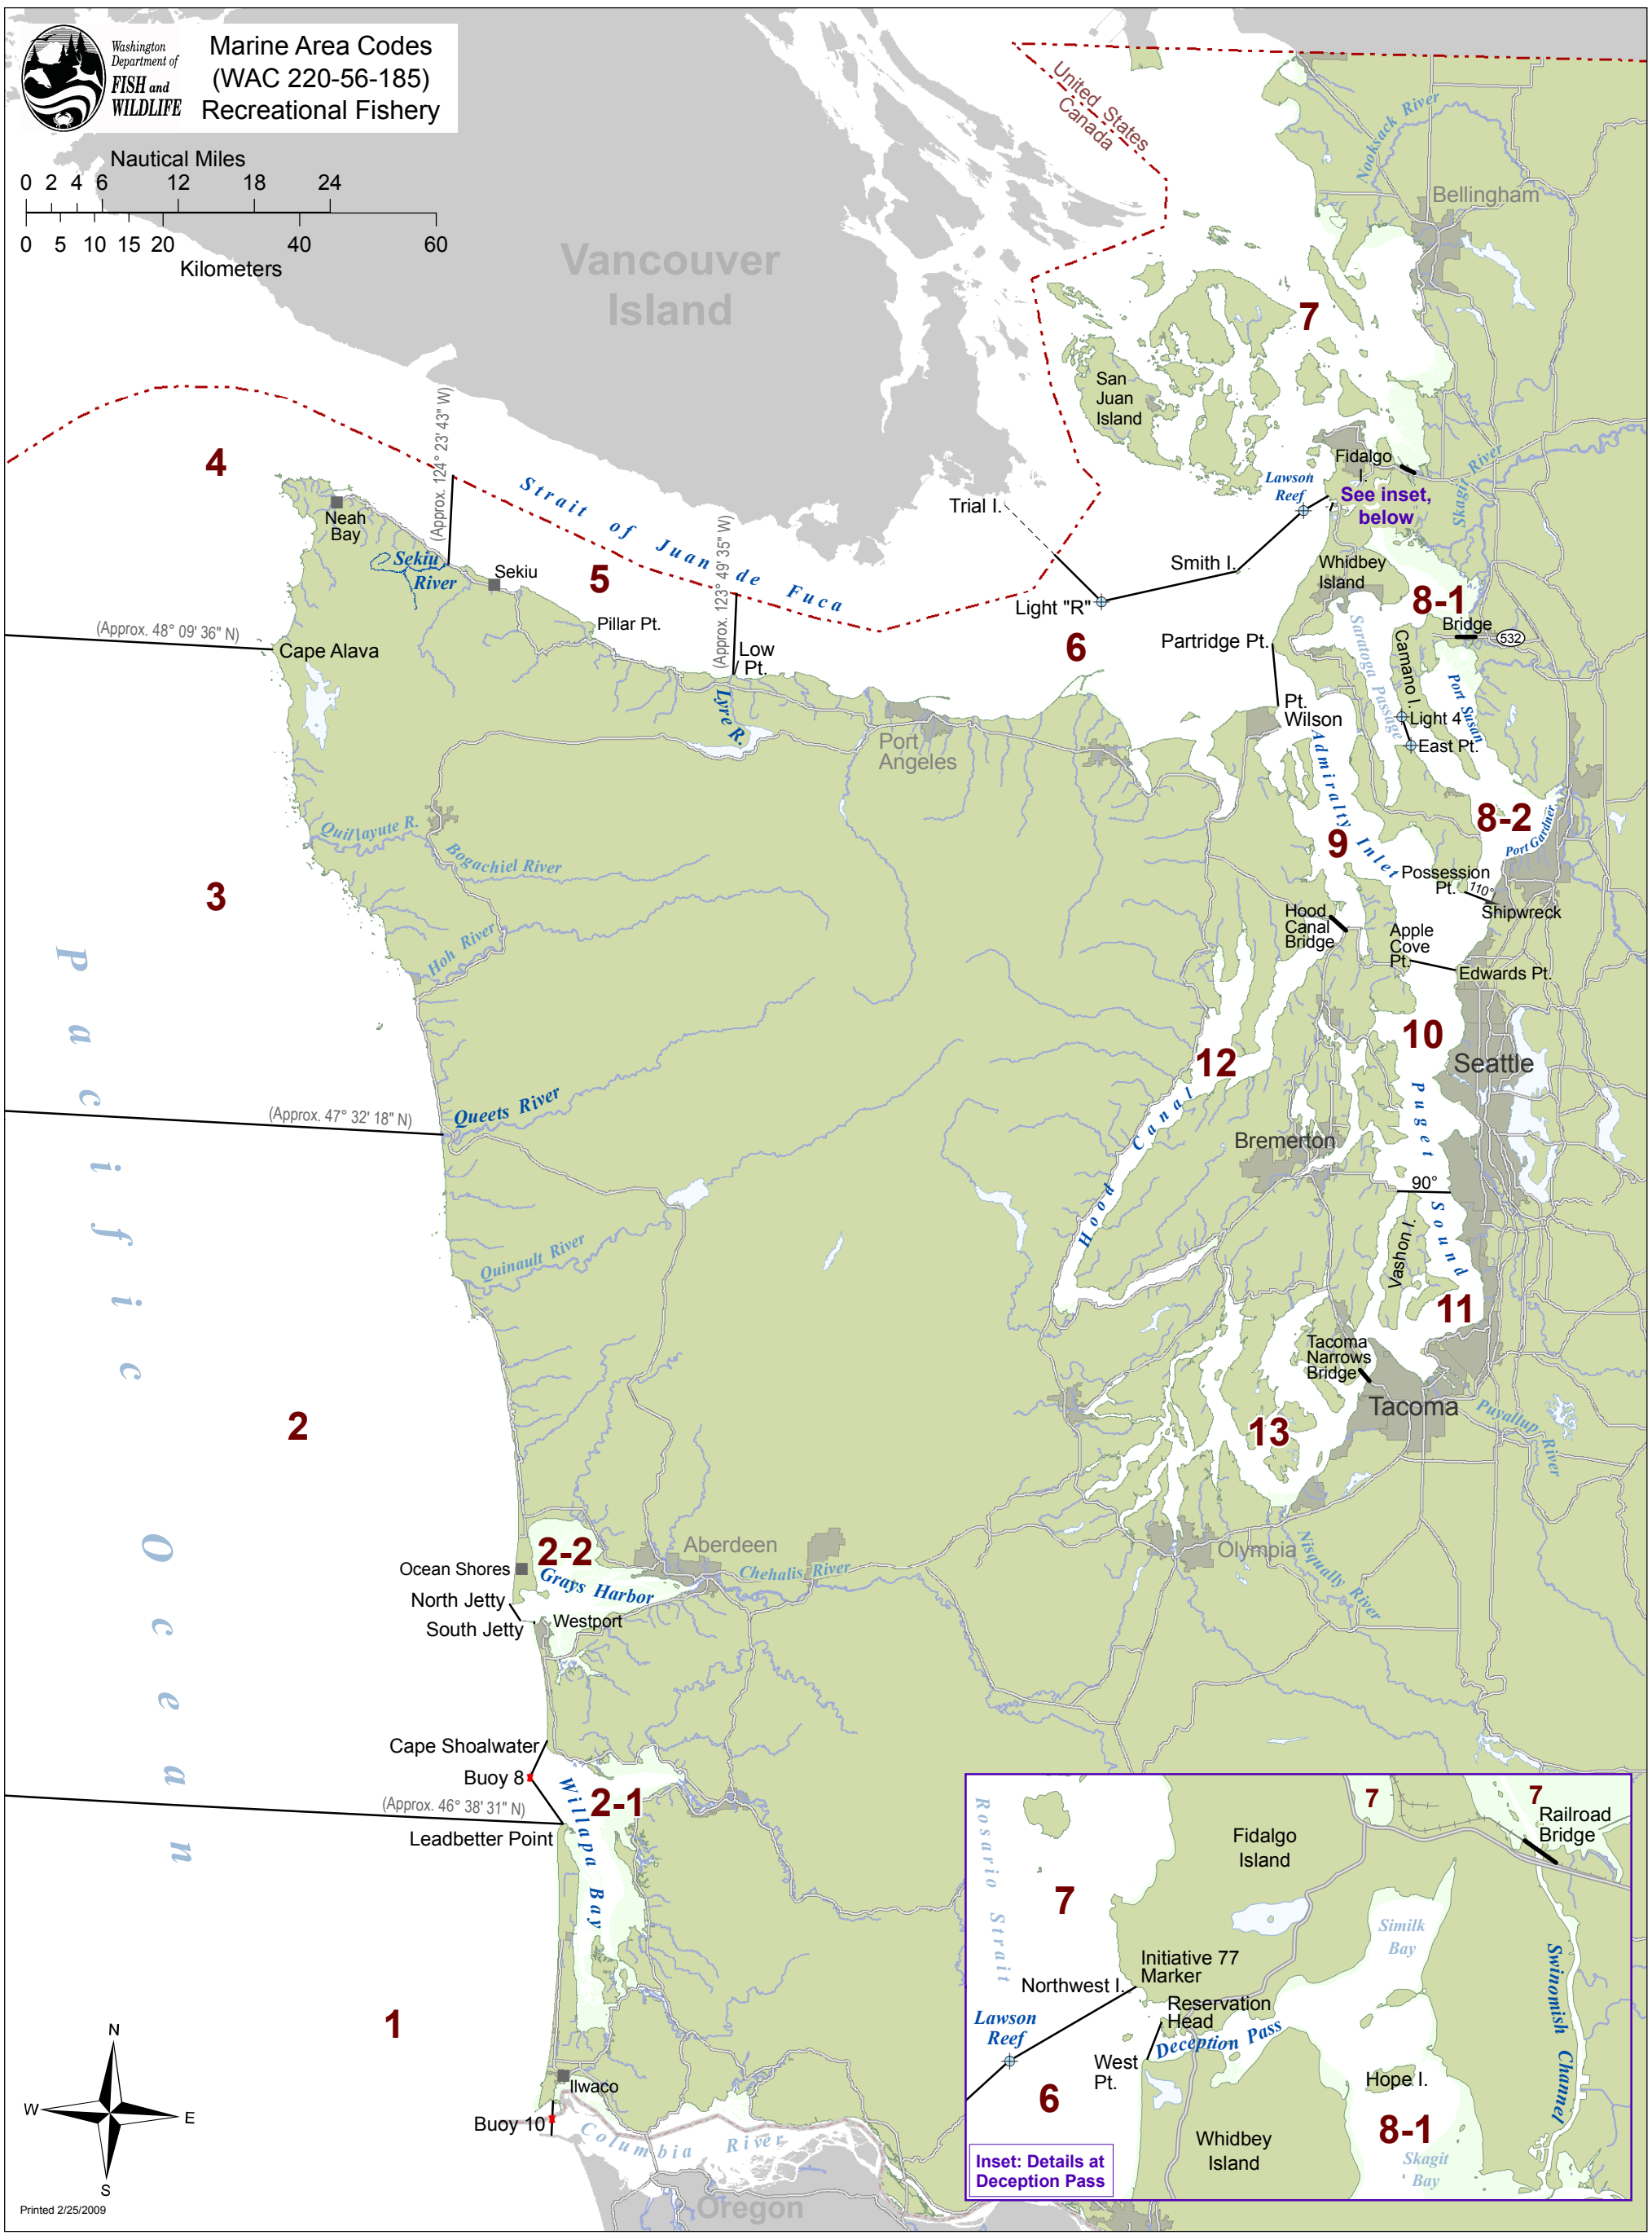 Washington
Department of
FISH and
WILDLIFE
Marine Area Codes
(WAC 220-56-185)
Recreational Fishery
Nautical Miles
0 2 4 6 12 18 24
0 5 10 15 20 40 60
Kilometers
Vancouver
Island
United States
Canada
Nooksack River
Bellingham
7
San
Juan
Island
4
(Approx. 124° 23' 43" W)
Strait of Juan de Fuca
Neah
Bay
Sekiu
River
Sekiu
5
Pillar Pt.
(Approx. 123° 49' 35" W)
Low
Pt.
Lyre R.
Trial I.
Lawson
Reef
Fidalgo
I.
See inset,
below
Skagit River
Smith I.
Light "R"
Whidbey
Island
8-1
Bridge
532
6
Partridge Pt.
Saratoga Passage
Camano I.
Port Susan
Light 4
East Pt.
Pt.
Wilson
Admiralty Inlet
Port
Angeles
(Approx. 48° 09' 36" N)
Cape Alava
Quillayute R.
Bogachiel River
8-2
Port Gardner
9
Possession
Pt.
110°
Shipwreck
3
Hoh River
Hood
Canal
Bridge
Apple
Cove
Pt.
Edwards Pt.
10
Seattle
12
Hood Canal
Puget Sound
Bremerton
90°
Vashon I.
11
Pacific Ocean
(Approx. 47° 32' 18" N)
Queets River
Quinault River
Tacoma
Narrows
Bridge
Tacoma
Puyallup River
13
2
2-2
Aberdeen
Ocean Shores
Grays Harbor
Chehalis River
North Jetty
South Jetty
Westport
Olympia
Nisqually River
Cape Shoalwater
Buoy 8
(Approx. 46° 38' 31" N)
Leadbetter Point
2-1
Willapa Bay
1
Ilwaco
Buoy 10
Columbia River
Oregon
N
W E
S
Printed 2/25/2009
7
7
Railroad
Bridge
Rosario Strait
Fidalgo
Island
7
Similk
Bay
Swinomish Channel
Initiative 77
Marker
Northwest I.
Reservation
Head
Lawson
Reef
Deception Pass
West
Pt.
6
Hope I.
8-1
Whidbey
Island
Skagit
Bay
Inset: Details at
Deception Pass